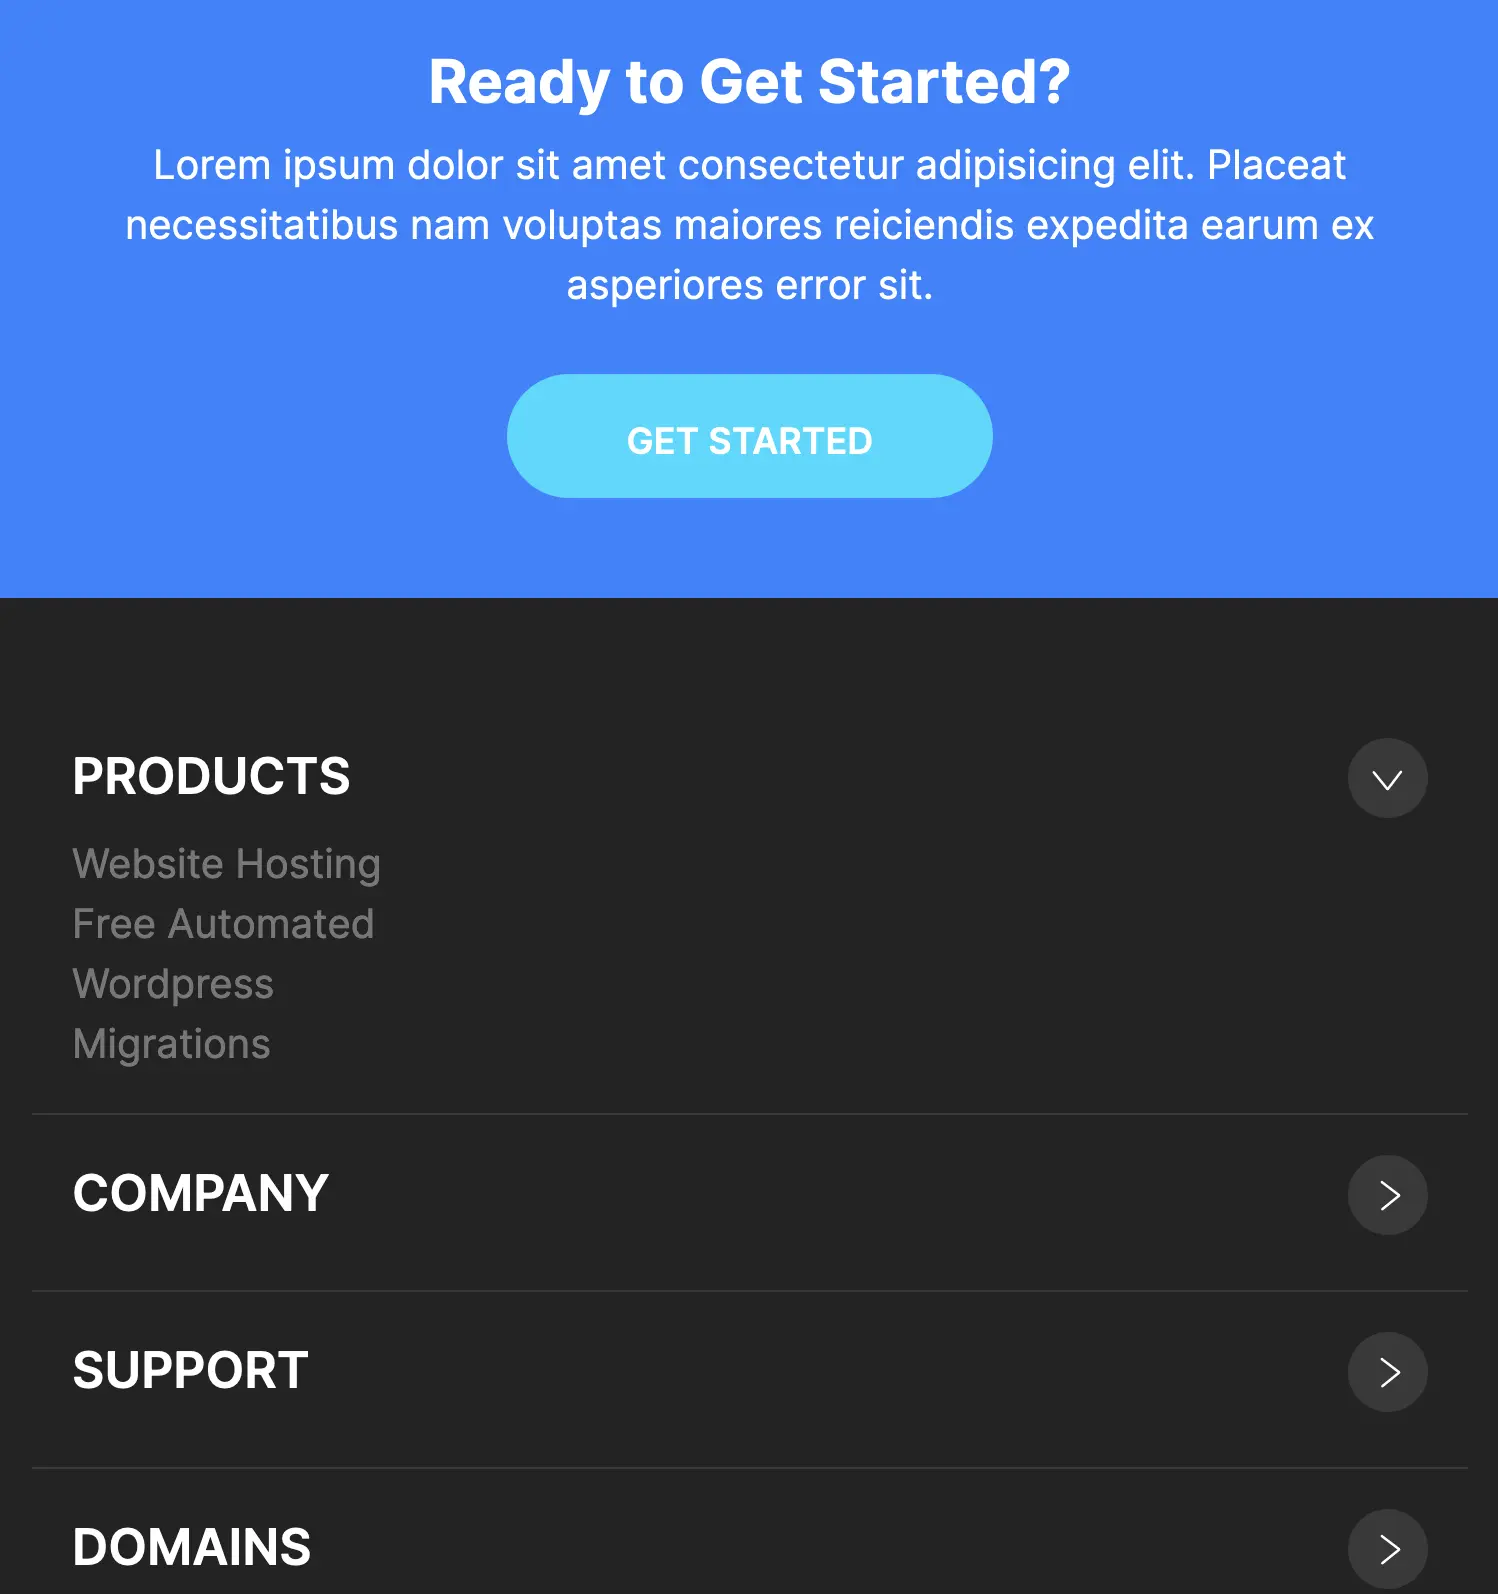 Ready to Get Started?
Lorem ipsum dolor sit amet consectetur adipisicing elit. Placeat
necessitatibus nam voluptas maiores reiciendis expedita earum ex
asperiores error sit.
GET STARTED
PRODUCTS
Website Hosting
Free Automated
Wordpress
Migrations
COMPANY
SUPPORT
DOMAINS